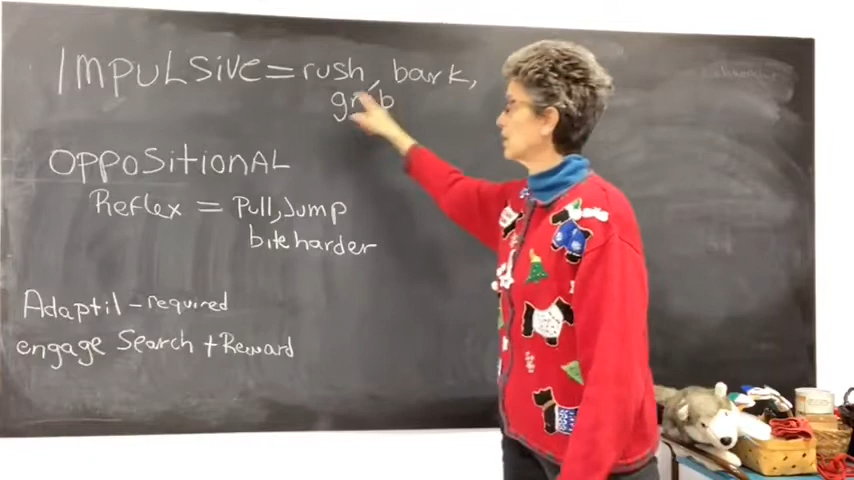 IMPULSIVE = rush, bark,
grab
OPPOSITIONAL
Reflex = Pull, Jump
bite harder
Adaptil - required
engage Search + Reward